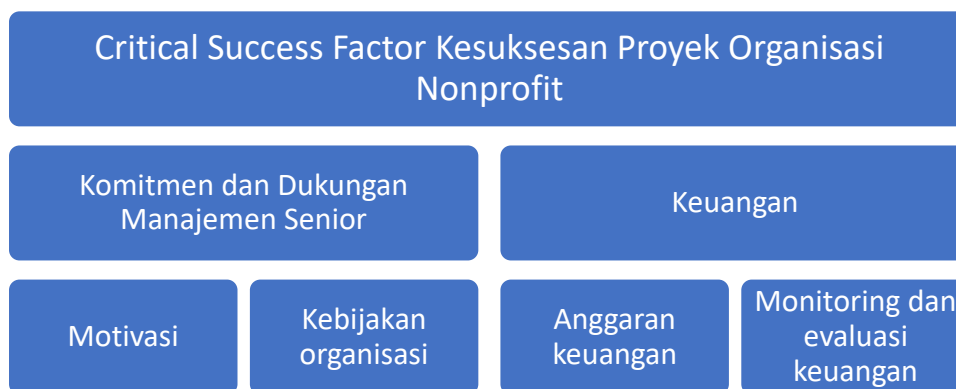 Critical Success Factor Kesuksesan Proyek Organisasi
Nonprofit
Komitmen dan Dukungan
Manajemen Senior
Keuangan
Motivasi
Kebijakan
organisasi
Anggaran
keuangan
Monitoring dan
evaluasi
keuangan